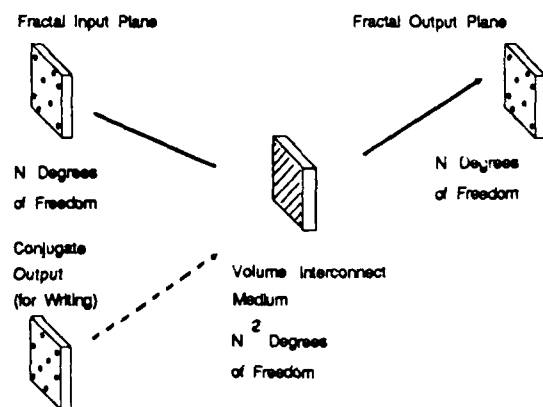 Fractal Input Plane
Fractal Output Plane
N Degrees
of Freedom
N Degrees
of Freedom
Conjugate
Output
(for Writing)
Volume Interconnect
Medium
N 2 Degrees
of Freedom